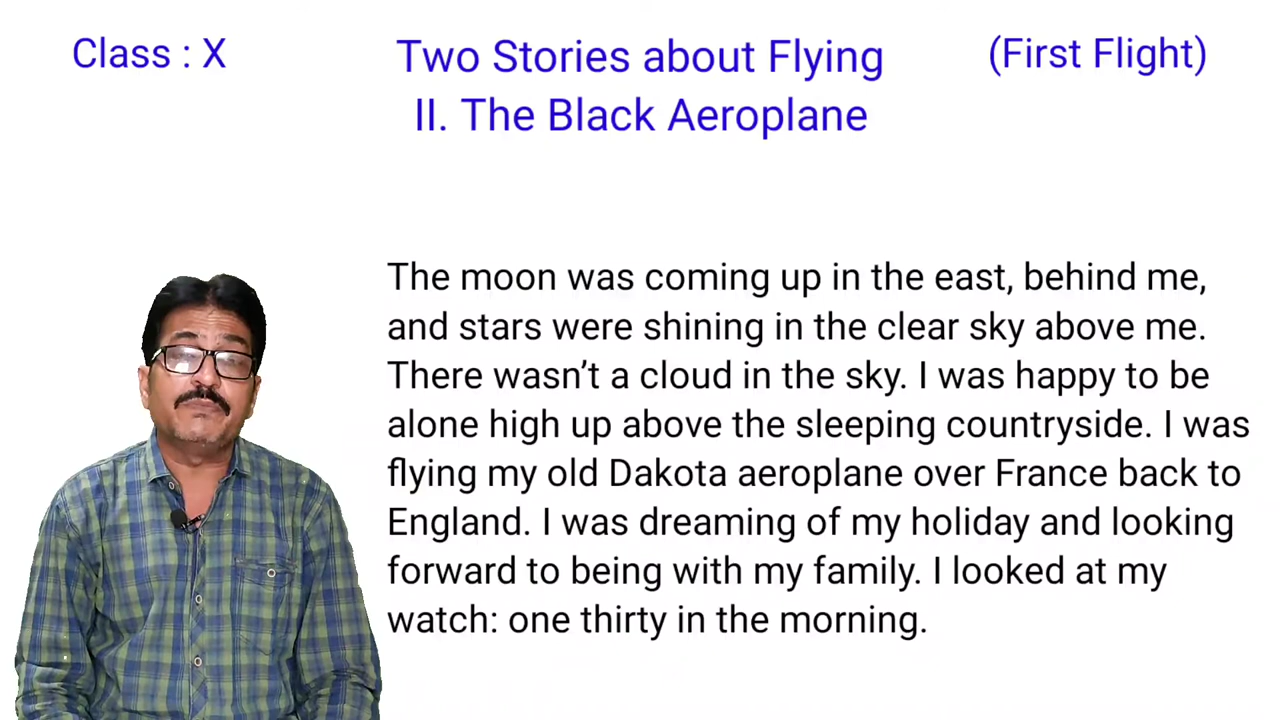 Class : X
Two Stories about Flying
(First Flight)
II. The Black Aeroplane
The moon was coming up in the east, behind me,
and stars were shining in the clear sky above me.
There wasn’t a cloud in the sky. I was happy to be
alone high up above the sleeping countryside. I was
flying my old Dakota aeroplane over France back to
England. I was dreaming of my holiday and looking
forward to being with my family. I looked at my
watch: one thirty in the morning.